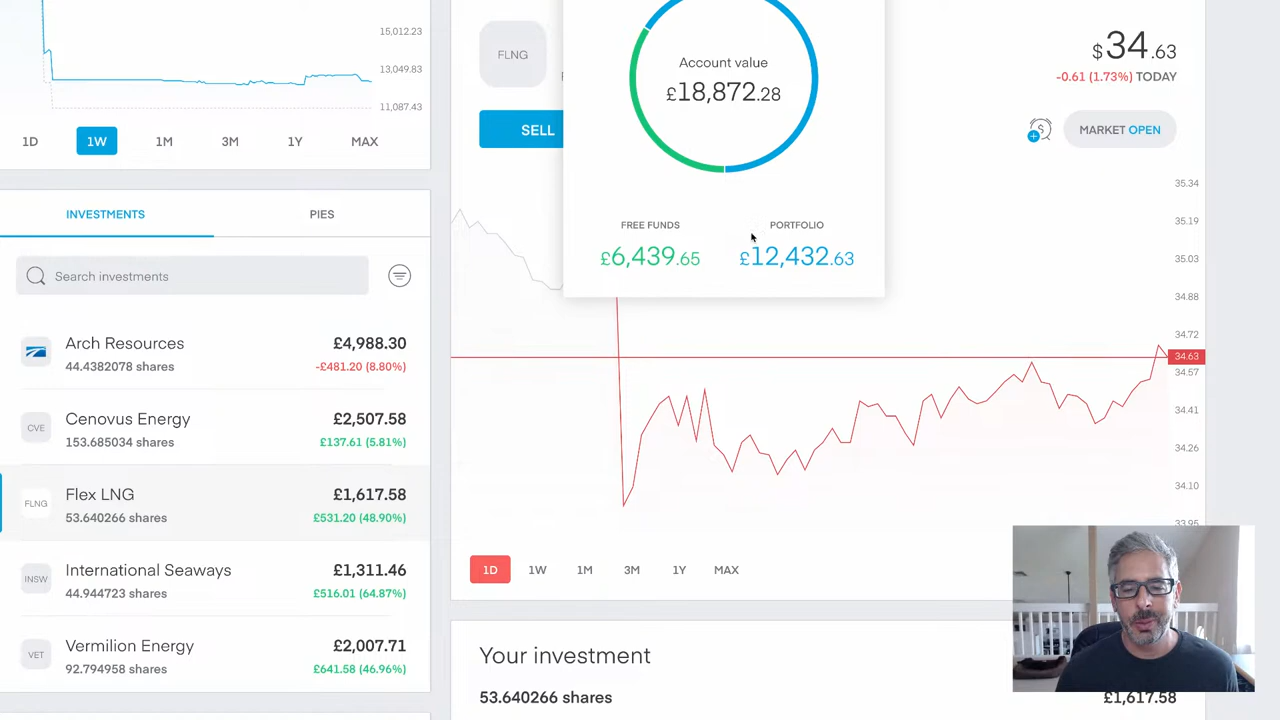 15,012.23
13,049.83
11,087.43
1D 1W 1M 3M 1Y MAX
INVESTMENTS PIES
Search investments
Arch Resources £4,988.30
44.4382078 shares -£481.20 (8.80%)
CVE Cenovus Energy £2,507.58
153.685034 shares £137.61 (5.81%)
FLNG Flex LNG £1,617.58
53.640266 shares £531.20 (48.90%)
INSW International Seaways £1,311.46
44.944723 shares £516.01 (64.87%)
VET Vermilion Energy £2,007.71
92.794958 shares £641.58 (46.96%)
FLNG
SELL
Account value
£18,872.28
FREE FUNDS PORTFOLIO
£6,439.65 £12,432.63
$34.63
-0.61 (1.73%) TODAY
MARKET OPEN
35.34
35.19
35.03
34.88
34.72
34.63
34.57
34.41
34.26
34.10
33.95
1D 1W 1M 3M 1Y MAX
Your investment
53.640266 shares £1,617.58